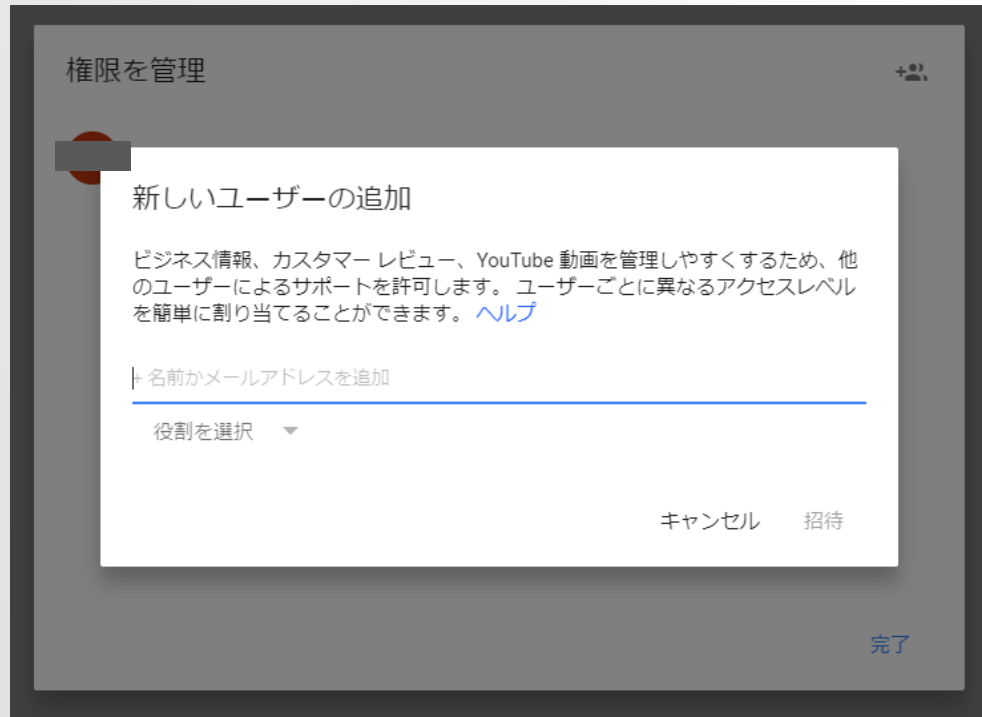 権限を管理
新しいユーザーの追加
ビジネス情報、カスタマー レビュー、YouTube 動画を管理しやすくするため、他
のユーザーによるサポートを許可します。 ユーザーごとに異なるアクセスレベル
を簡単に割り当てることができます。 ヘルプ
+ 名前かメールアドレスを追加
役割を選択
キャンセル 招待
完了